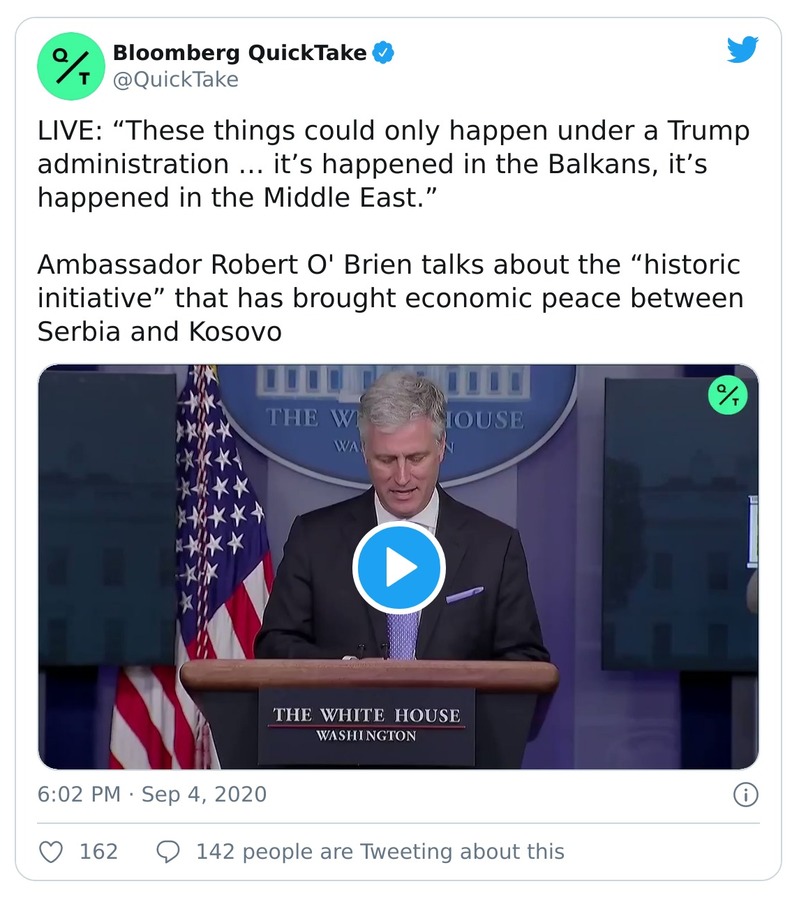 Q/T
Bloomberg QuickTake
@QuickTake
LIVE: “These things could only happen under a Trump
administration … it’s happened in the Balkans, it’s
happened in the Middle East.”
Ambassador Robert O' Brien talks about the “historic
initiative” that has brought economic peace between
Serbia and Kosovo
Q/T
THE W HOUSE
WA N
THE WHITE HOUSE
WASHINGTON
6:02 PM · Sep 4, 2020
162
142 people are Tweeting about this